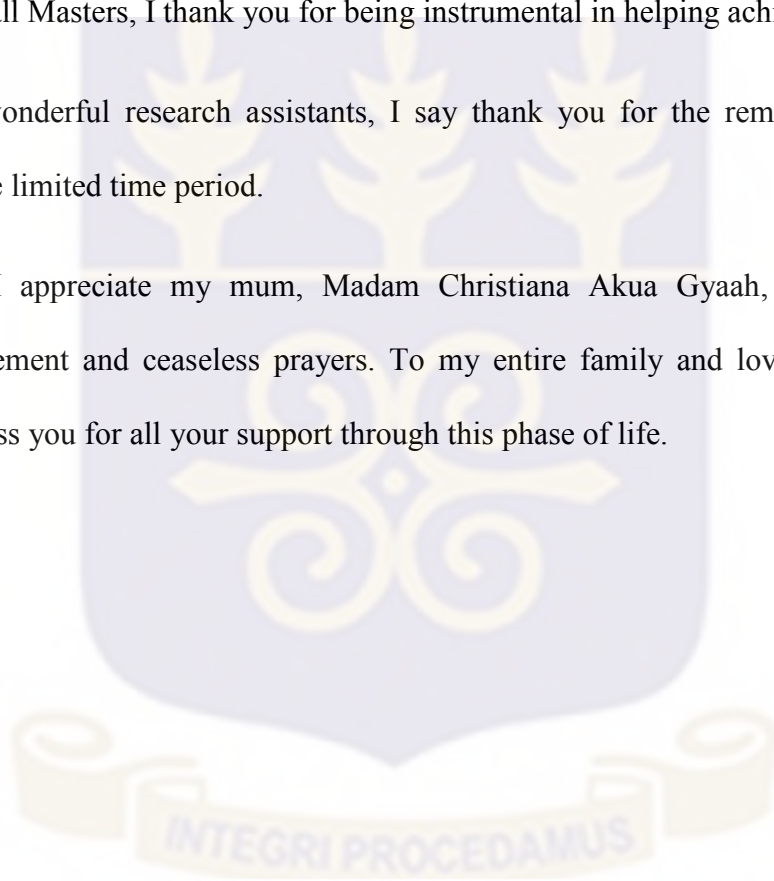 all Masters, I thank you for being instrumental in helping achi
wonderful research assistants, I say thank you for the rem
limited time period.
I appreciate my mum, Madam Christiana Akua Gyaah,
ement and ceaseless prayers. To my entire family and lov
ss you for all your support through this phase of life.
INTEGRI PROCEDAMUS